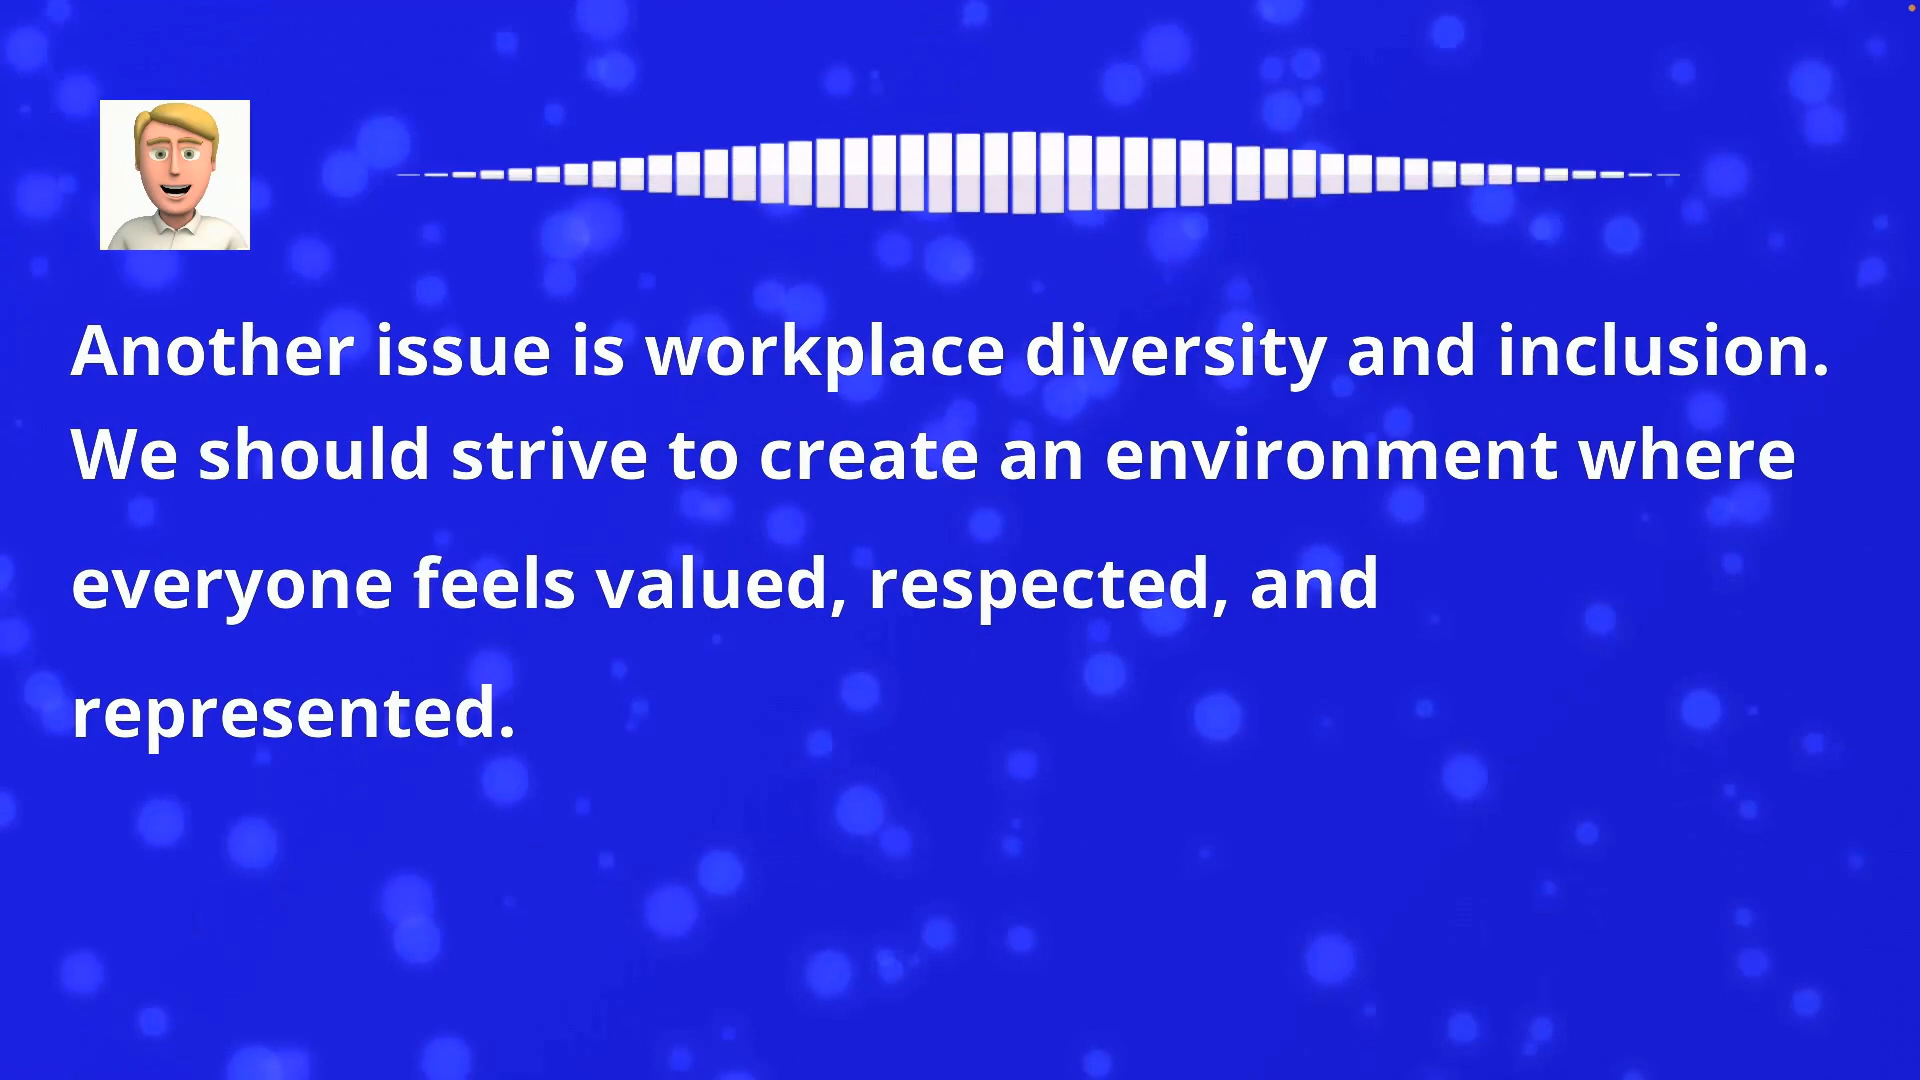 Another issue is workplace diversity and inclusion.
We should strive to create an environment where
everyone feels valued, respected, and
represented.